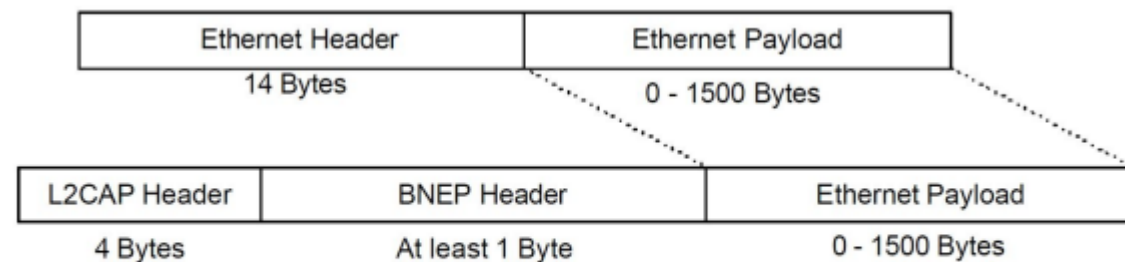 Ethernet Header Ethernet Payload
14 Bytes 0 - 1500 Bytes
L2CAP Header BNEP Header Ethernet Payload
4 Bytes At least 1 Byte 0 - 1500 Bytes